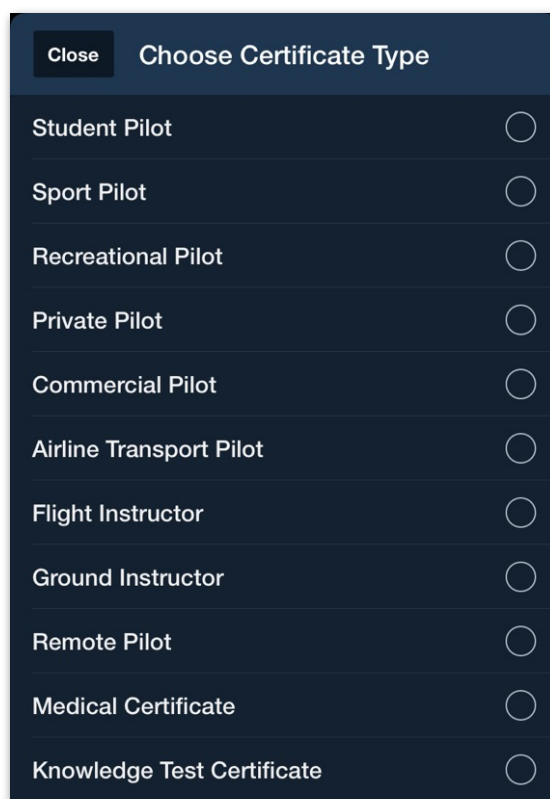 Close
Choose Certificate Type
Student Pilot
Sport Pilot
Recreational Pilot
Private Pilot
Commercial Pilot
Airline Transport Pilot
Flight Instructor
Ground Instructor
Remote Pilot
Medical Certificate
Knowledge Test Certificate